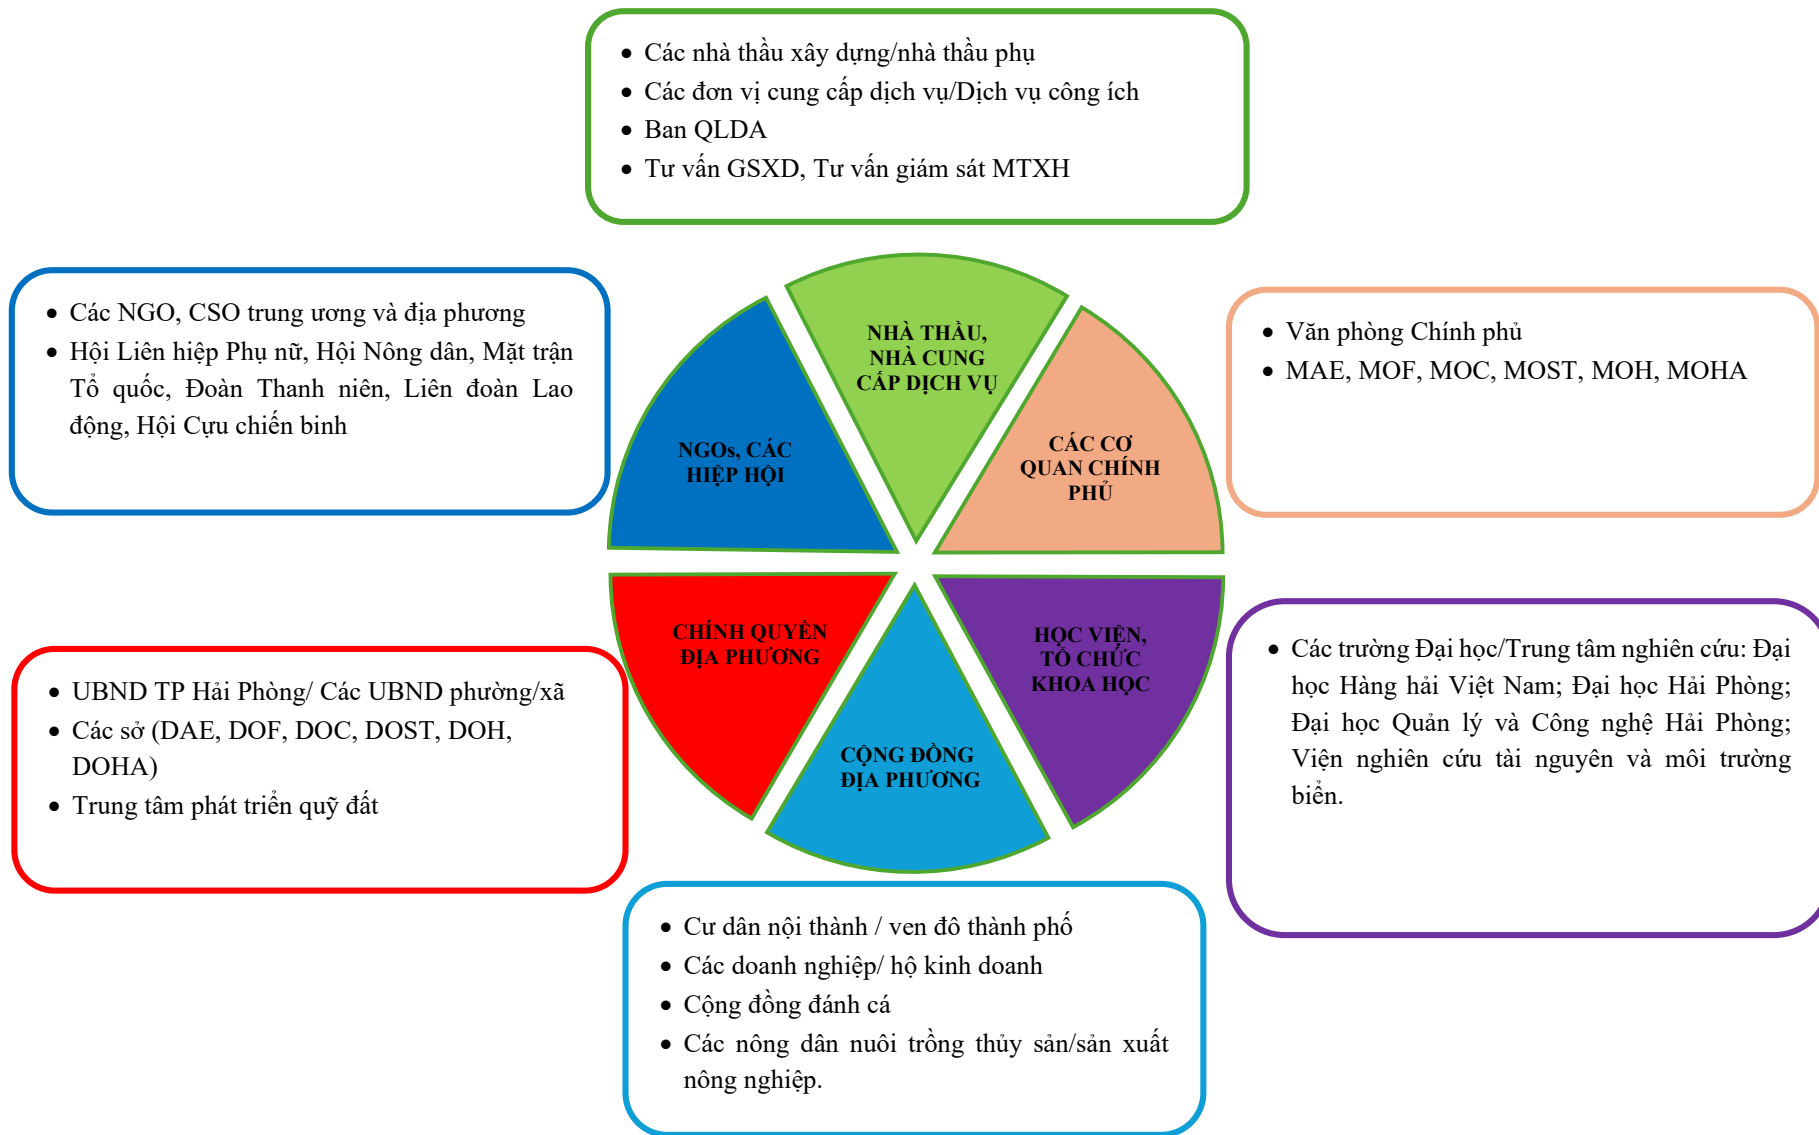 • Các nhà thầu xây dựng/nhà thầu phụ
• Các đơn vị cung cấp dịch vụ/Dịch vụ công ích
• Ban QLDA
• Tư vấn GSXD, Tư vấn giám sát MTXH
• Các NGO, CSO trung ương và địa phương
• Hội Liên hiệp Phụ nữ, Hội Nông dân, Mặt trận
Tổ quốc, Đoàn Thanh niên, Liên đoàn Lao
động, Hội Cựu chiến binh
NHÀ THẦU,
NHÀ CUNG
CẤP DỊCH VỤ
• Văn phòng Chính phủ
• MAE, MOF, MOC, MOST, MOH, MOHA
NGOs, CÁC
HIỆP HỘI
CÁC CƠ
QUAN CHÍNH
PHỦ
CHÍNH QUYỀN
ĐỊA PHƯƠNG
HỌC VIỆN,
TỔ CHỨC
KHOA HỌC
• UBND TP Hải Phòng/ Các UBND phường/xã
• Các sở (DAE, DOF, DOC, DOST, DOH,
DOHA)
• Trung tâm phát triển quỹ đất
CỘNG ĐỒNG
ĐỊA PHƯƠNG
• Các trường Đại học/Trung tâm nghiên cứu: Đại
học Hàng hải Việt Nam; Đại học Hải Phòng;
Đại học Quản lý và Công nghệ Hải Phòng;
Viện nghiên cứu tài nguyên và môi trường
biển.
• Cư dân nội thành / ven đô thành phố
• Các doanh nghiệp/ hộ kinh doanh
• Cộng đồng đánh cá
• Các nông dân nuôi trồng thủy sản/sản xuất
nông nghiệp.